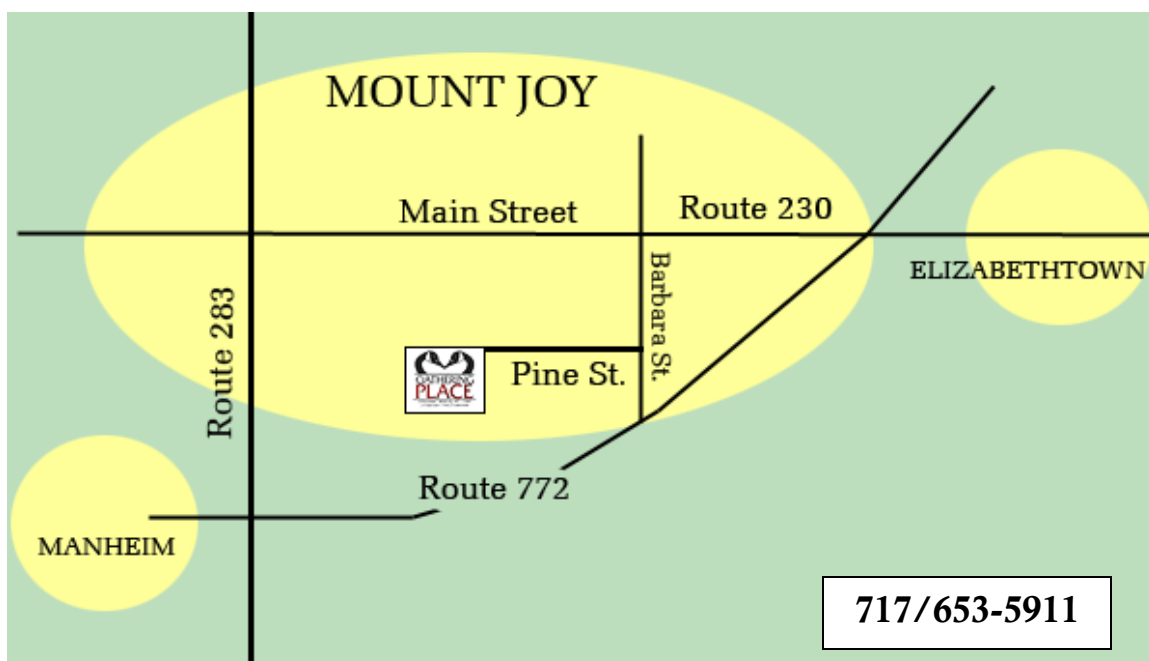 MOUNT JOY
Main Street
Route 230
Barbara St.
ELIZABETHTOWN
Route 283
GATHERING
PLACE
Pine St.
Route 772
MANHEIM
717/653-5911